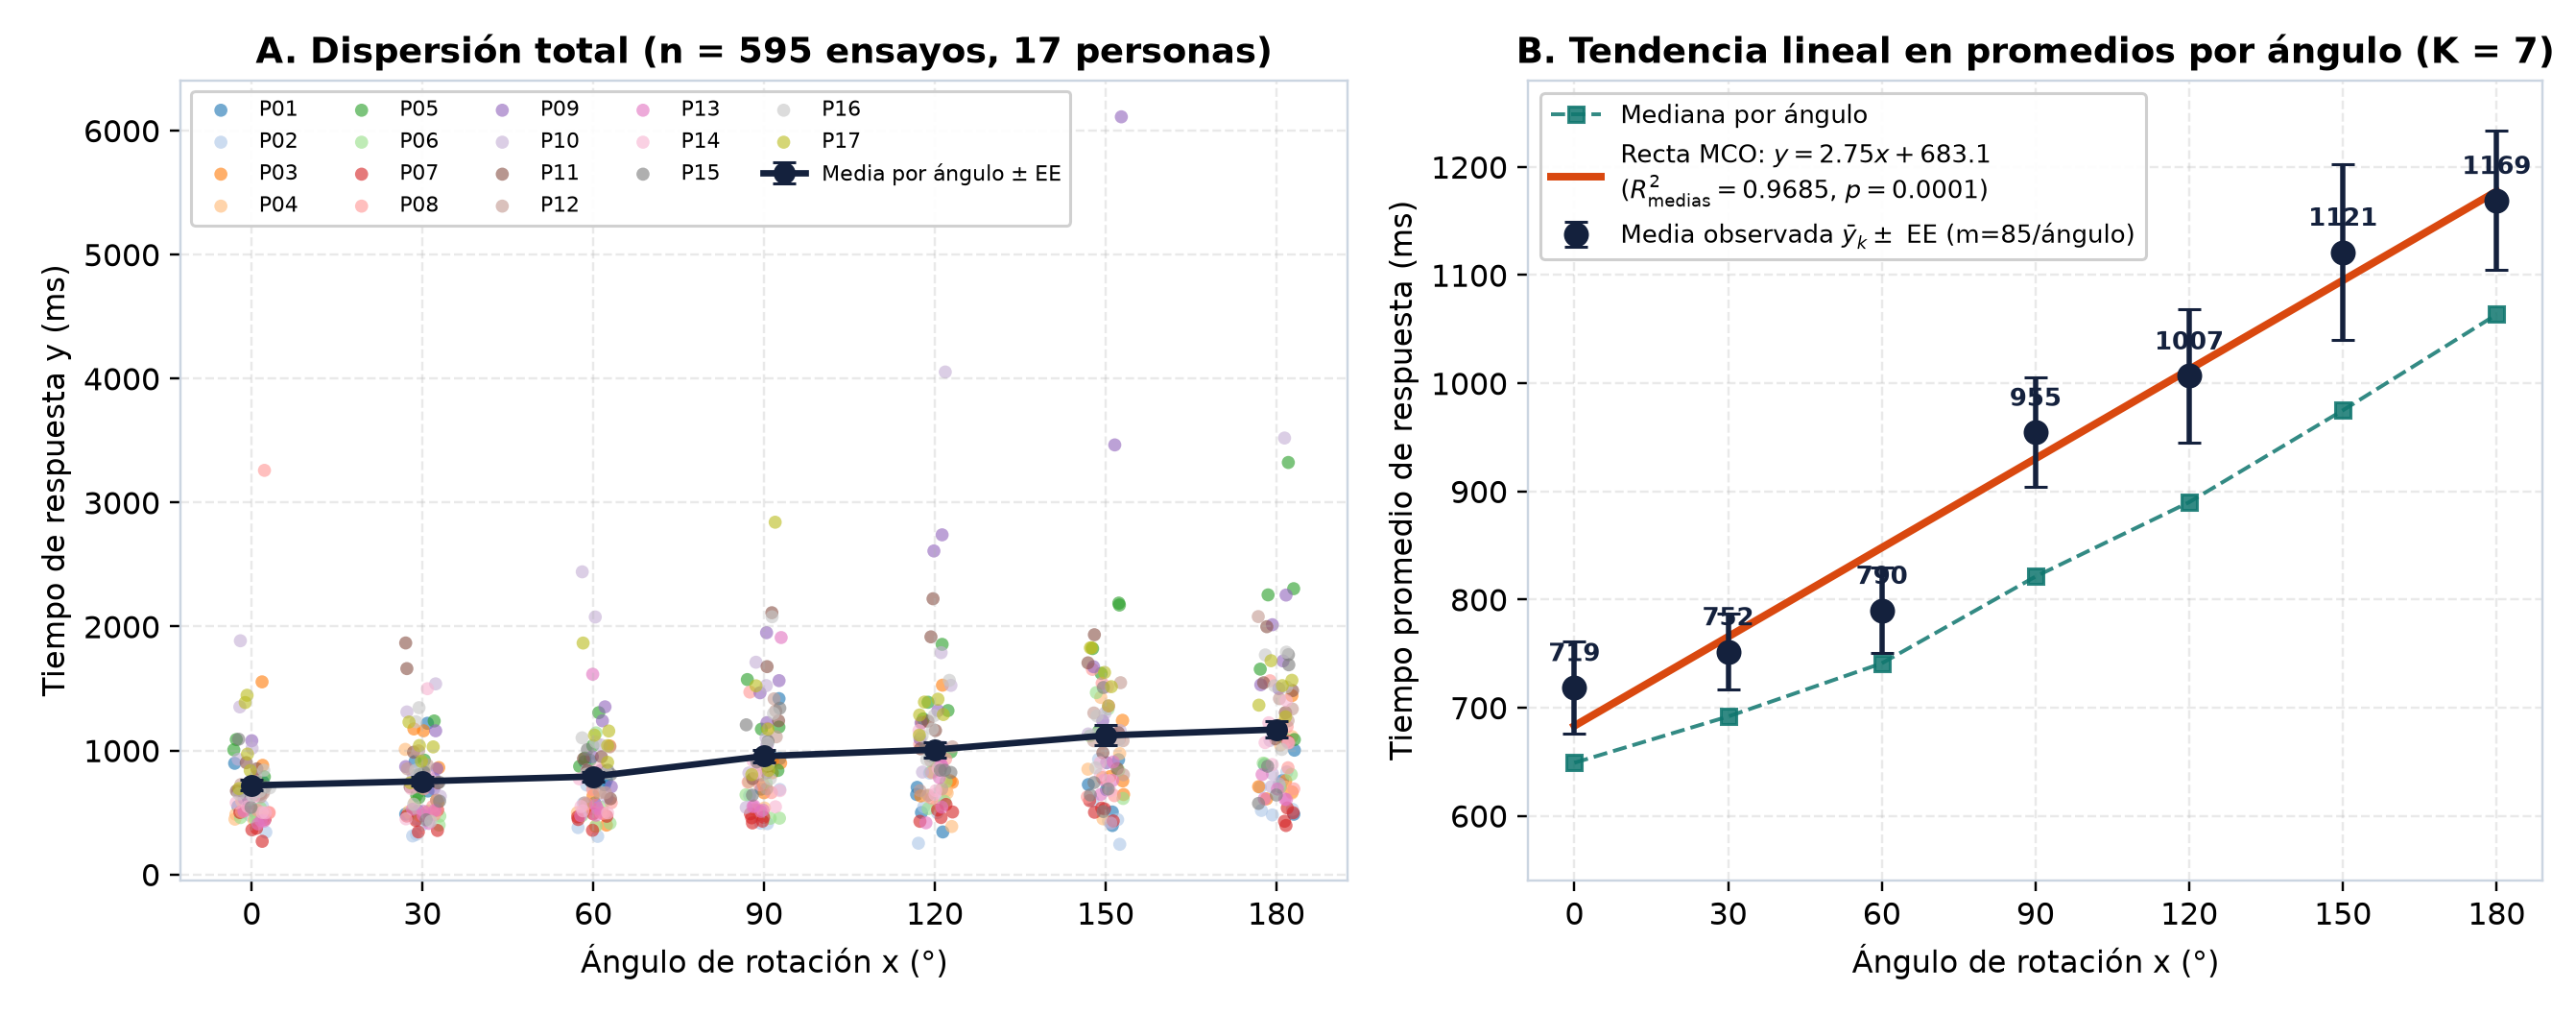 A. Dispersión total (n = 595 ensayos, 17 personas)
P01
P02
P03
P04
P05
P06
P07
P08
P09
P10
P11
P12
P13
P14
P15
P16
P17
Media por ángulo ± EE
Tiempo de respuesta y (ms)
6000
5000
4000
3000
2000
1000
0
0 30 60 90 120 150 180
Ángulo de rotación x (°)
B. Tendencia lineal en promedios por ángulo (K = 7)
Mediana por ángulo
Recta MCO: y = 2.75x + 683.1
(R²medias = 0.9685, p = 0.0001)
Media observada ȳk ± EE (m=85/ángulo)
Tiempo promedio de respuesta (ms)
1200
1100
1000
900
800
700
600
719
752
790
955
1007
1121
1169
0 30 60 90 120 150 180
Ángulo de rotación x (°)